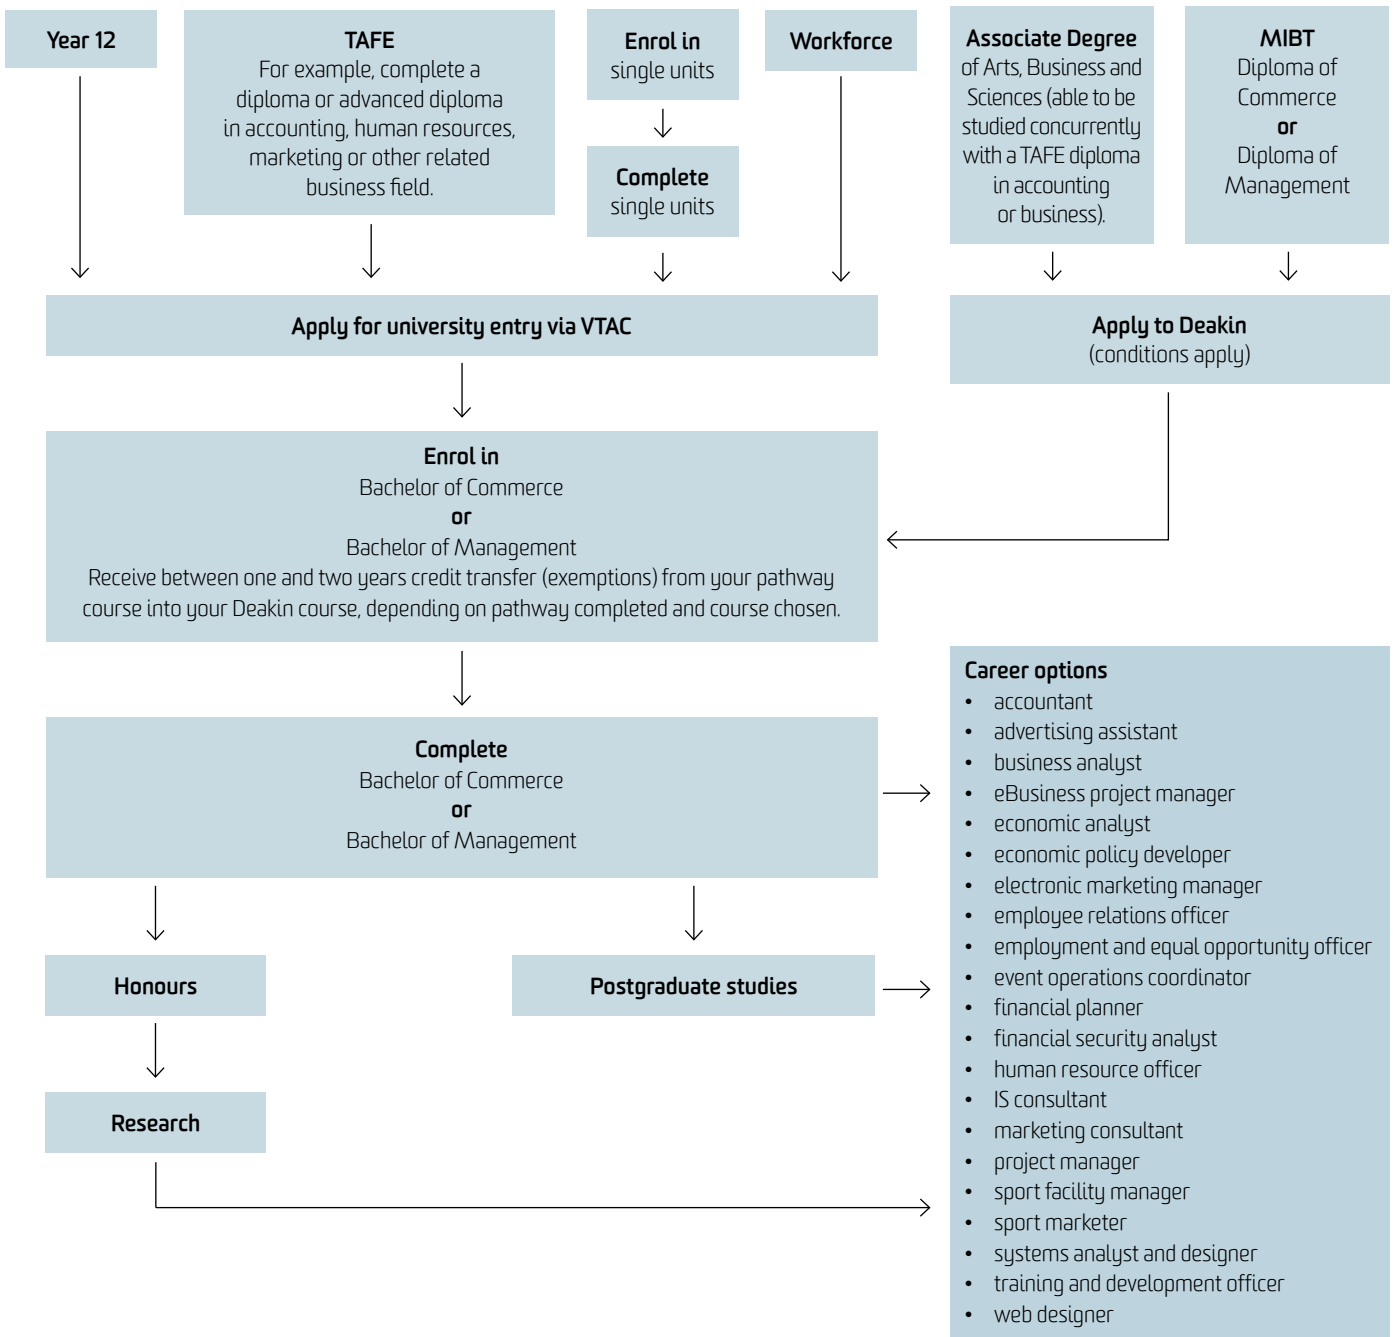 Year 12
TAFE
For example, complete a
diploma or advanced diploma
in accounting, human resources,
marketing or other related
business field.
Enrol in
single units
Complete
single units
Workforce
Associate Degree
of Arts, Business and
Sciences (able to be
studied concurrently
with a TAFE diploma
in accounting
or business).
MIBT
Diploma of
Commerce
or
Diploma of
Management
Apply for university entry via VTAC
Apply to Deakin
(conditions apply)
Enrol in
Bachelor of Commerce
or
Bachelor of Management
Receive between one and two years credit transfer (exemptions) from your pathway
course into your Deakin course, depending on pathway completed and course chosen.
Complete
Bachelor of Commerce
or
Bachelor of Management
Honours
Postgraduate studies
Research
Career options
• accountant
• advertising assistant
• business analyst
• eBusiness project manager
• economic analyst
• economic policy developer
• electronic marketing manager
• employee relations officer
• employment and equal opportunity officer
• event operations coordinator
• financial planner
• financial security analyst
• human resource officer
• IS consultant
• marketing consultant
• project manager
• sport facility manager
• sport marketer
• systems analyst and designer
• training and development officer
• web designer